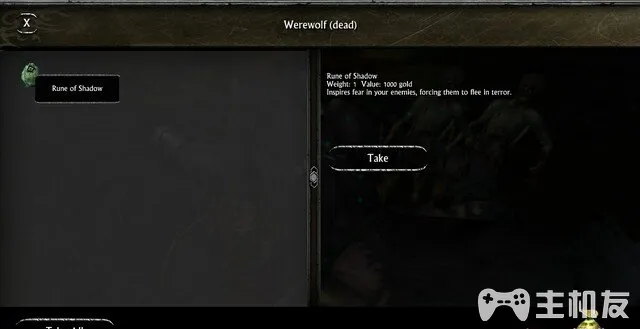 X
Werewolf (dead)
Rune of Shadow
Rune of Shadow
Weight: 1 Value: 1000 gold
Inspires fear in your enemies, forcing them to flee in terror.
Take
主机友